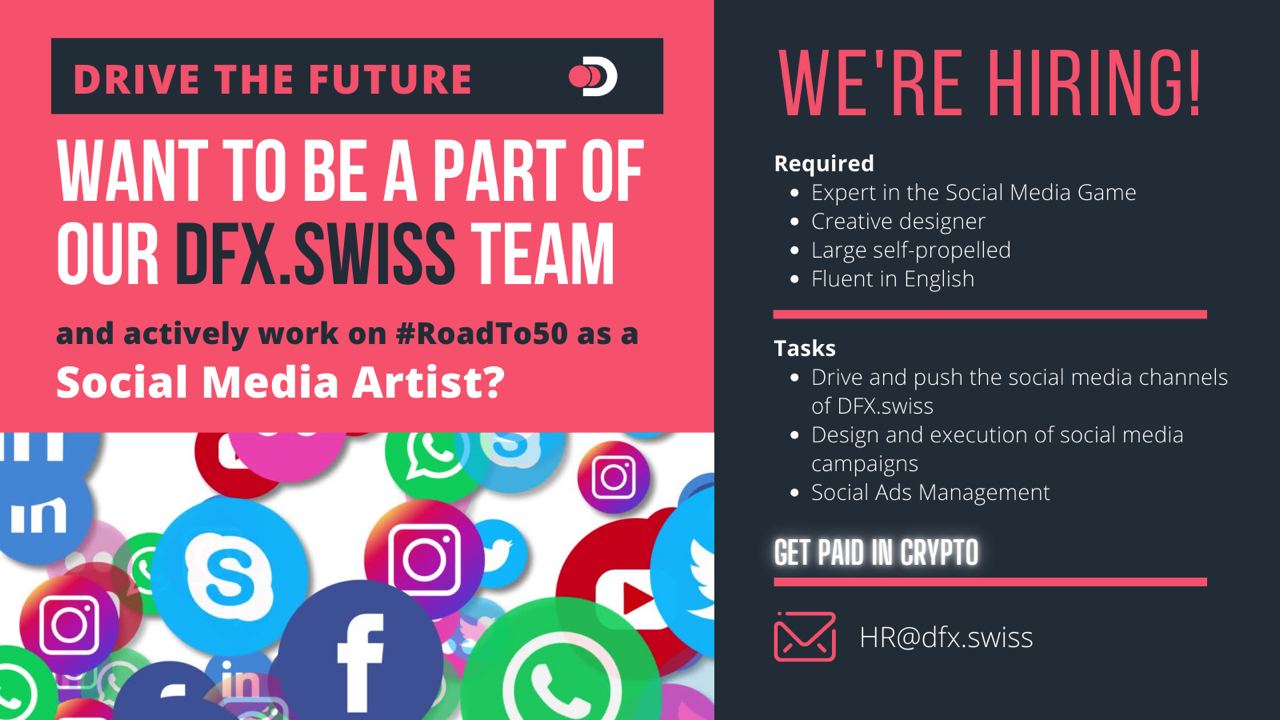 DRIVE THE FUTURE
WANT TO BE A PART OF
OUR DFX.SWISS TEAM
and actively work on #RoadTo50 as a
Social Media Artist?
WE'RE HIRING!
Required
Expert in the Social Media Game
Creative designer
Large self-propelled
Fluent in English
Tasks
Drive and push the social media channels
of DFX.swiss
Design and execution of social media
campaigns
Social Ads Management
GET PAID IN CRYPTO
HR@dfx.swiss